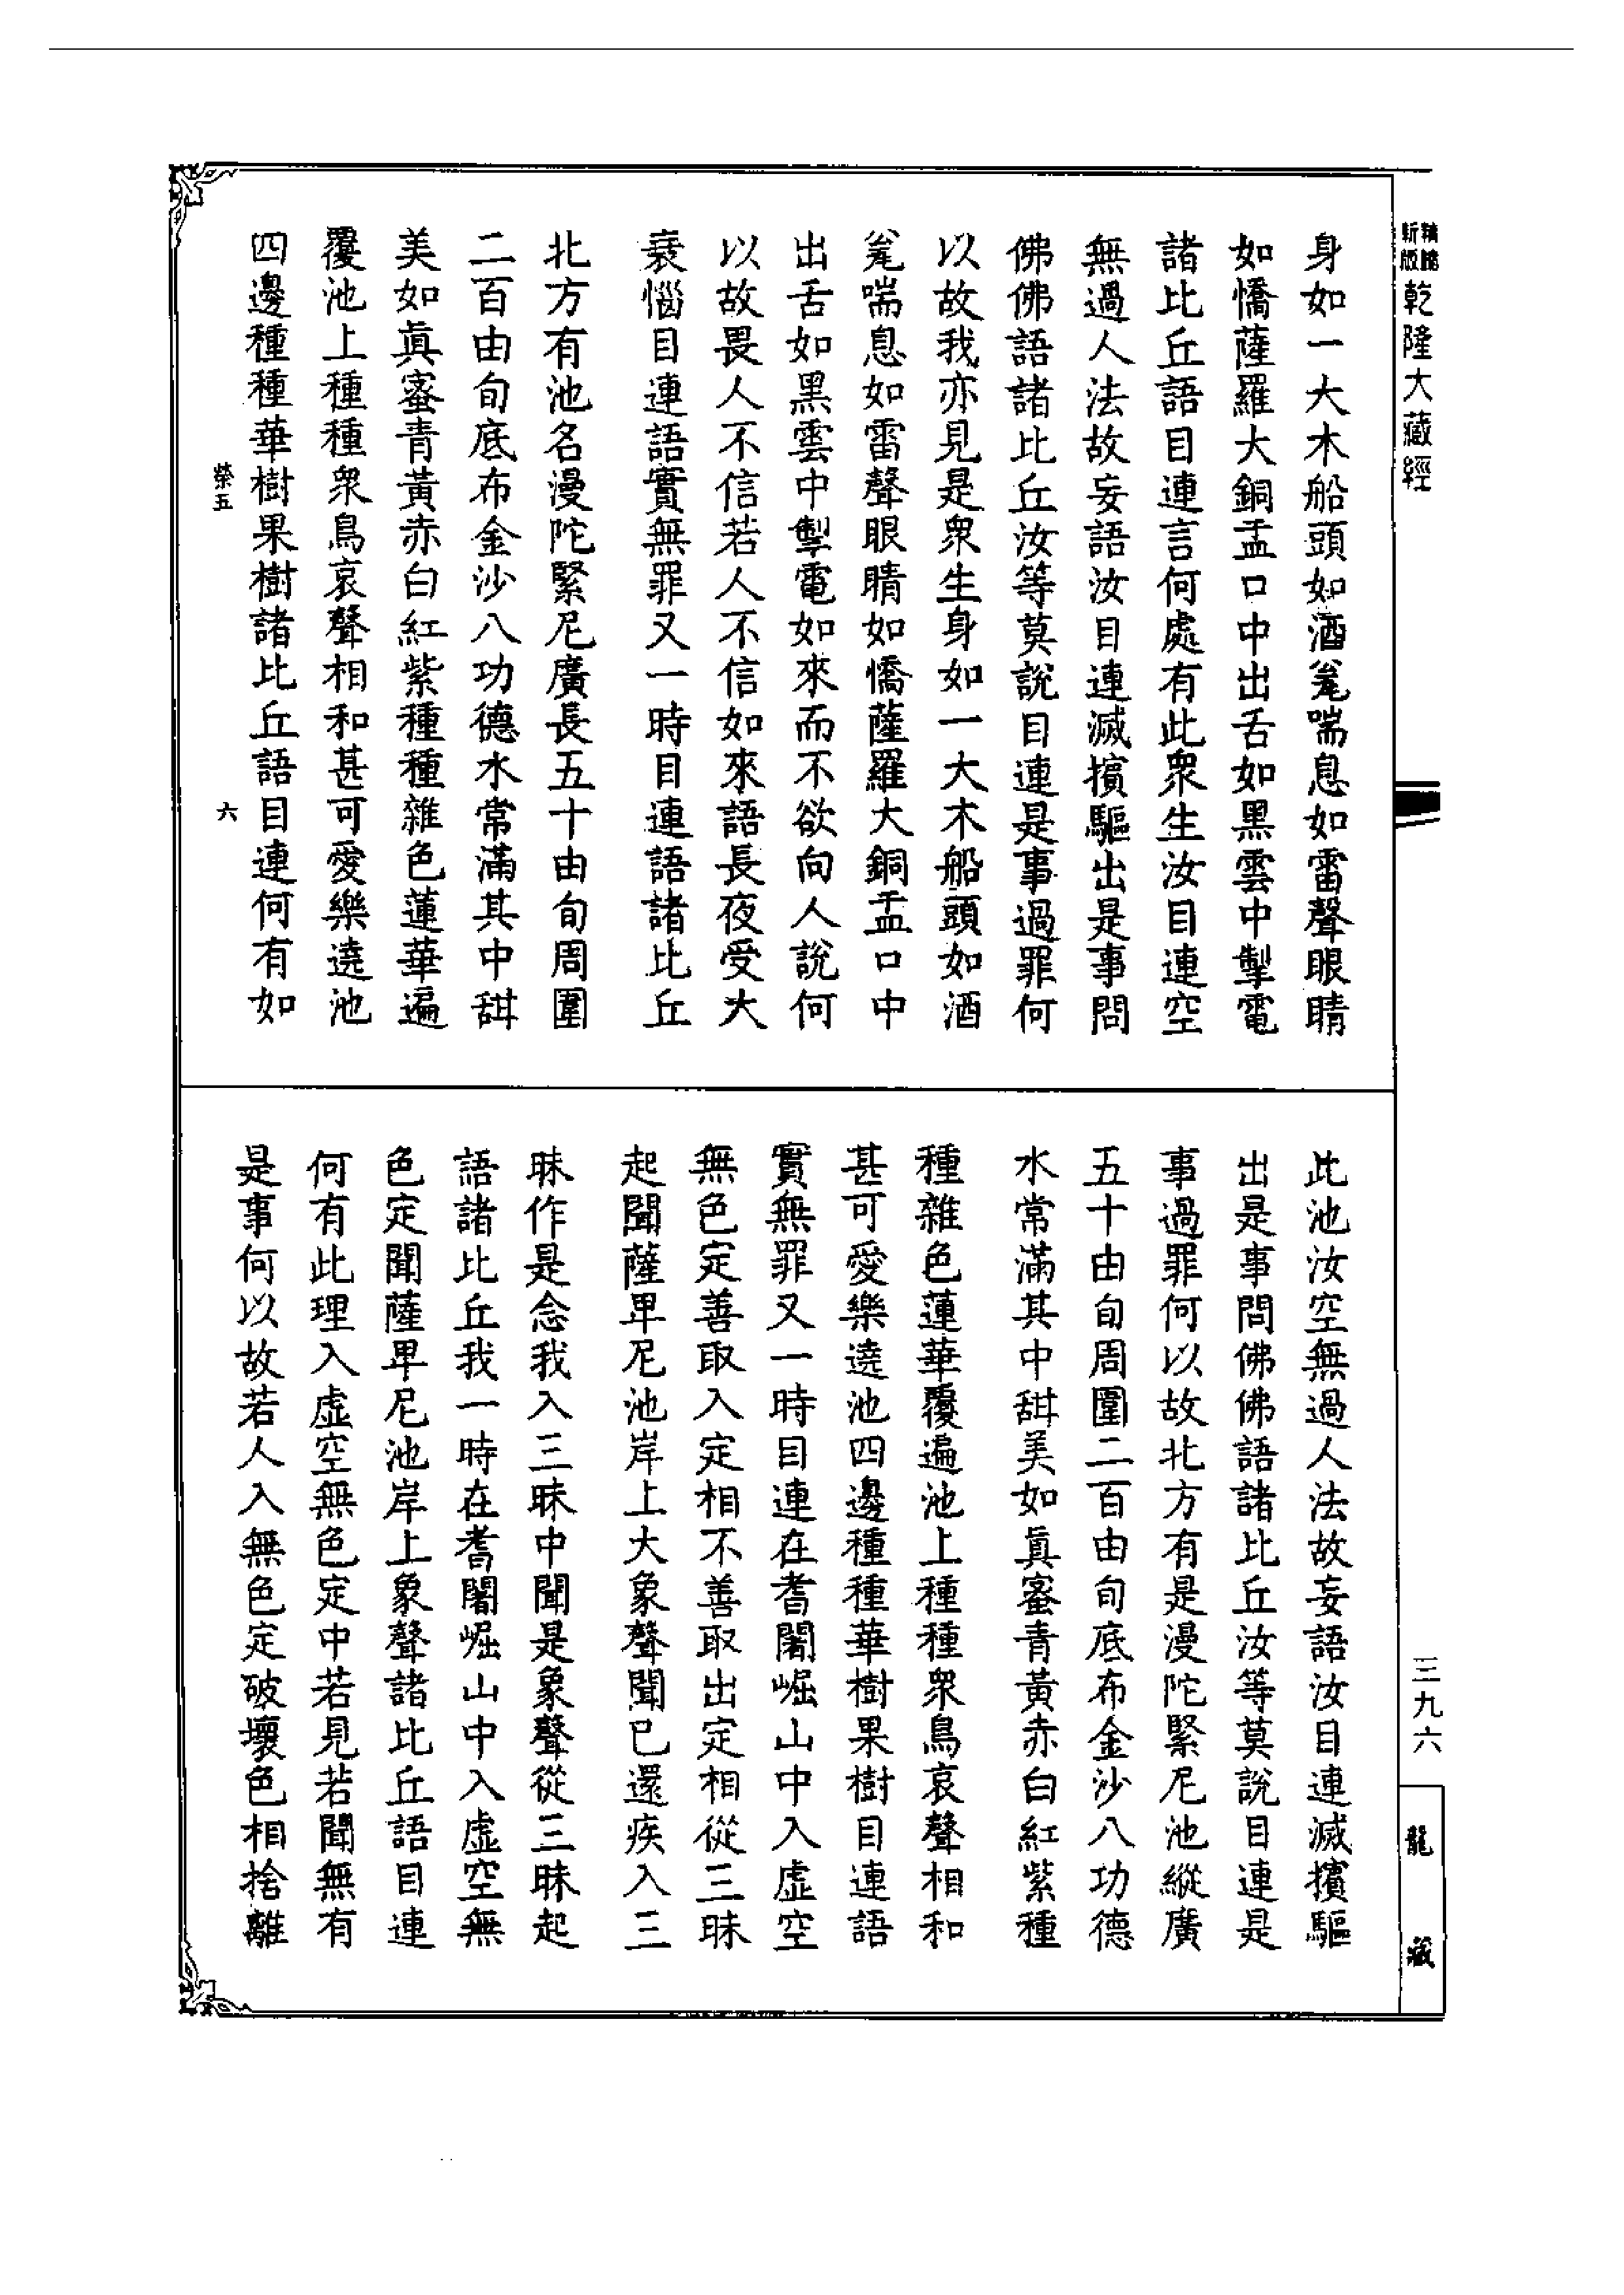 新版
乾隆大藏經
身如一大木船頭如酒瓮喘息如雷聲眼睛
如憍薩羅大銅盂口中出舌如黑雲中掣電
諸比丘語目連言何處有此衆生汝目連空
無過人法故妄語汝目連滅擯驅出是事問
佛佛語諸比丘汝等莫說目連是事過罪何
以故我亦見是衆生身如一大木船頭如酒
瓮喘息如雷聲眼睛如憍薩羅大銅盂口中
出舌如黑雲中掣電如來而不欲向人說何
以故畏人不信若人不信如來語長夜受大
衰惱目連語實無罪又一時目連語諸比丘
北方有池名漫陀緊尼廣長五十由旬周圍
二百由旬底布金沙八功德水常滿其中甜
美如眞蜜青黃赤白紅紫種種雜色蓮華遍
覆池上種種衆鳥哀聲相和甚可愛樂遶池
四邊種種華樹果樹諸比丘語目連何有如
榮五
六
此池汝空無過人法故妄語汝目連滅擯驅
出是事問佛佛語諸比丘汝等莫說目連是
事過罪何以故北方有是漫陀緊尼池縱廣
五十由旬周圍二百由旬底布金沙八功德
水常滿其中甜美如眞蜜青黃赤白紅紫種
種雜色蓮華覆遍池上種種衆鳥哀聲相和
甚可愛樂遶池四邊種種華樹果樹目連語
實無罪又一時目連在耆闍崛山中入虛空
無色定善取入定相不善取出定相從三昧
起聞薩卑尼池岸上大象聲聞已還疾入三
昧作是念我入三昧中聞是象聲從三昧起
語諸比丘我一時在耆闍崛山中入虛空無
色定聞薩卑尼池岸上象聲諸比丘語目連
何有此理入虛空無色定中若見若聞無有
是事何以故若人入無色定破壞色相捨離
三九六
龍藏